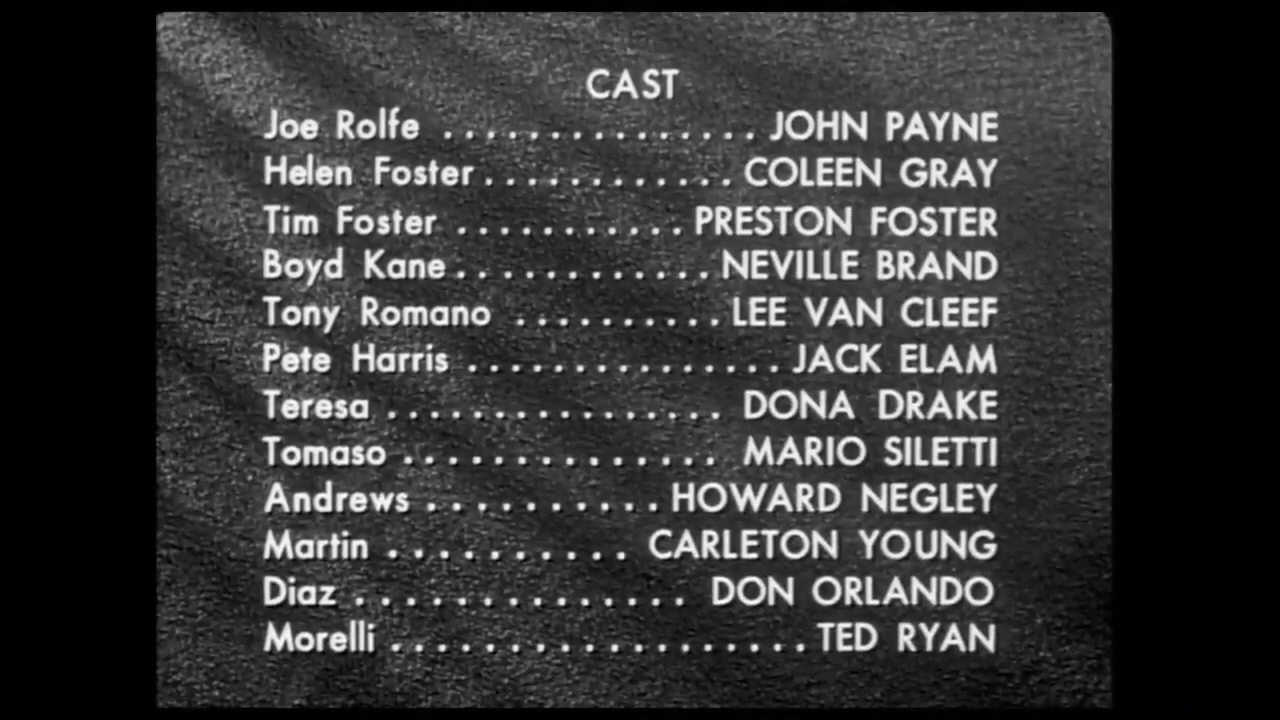 CAST
Joe Rolfe ............... JOHN PAYNE
Helen Foster ............ COLEEN GRAY
Tim Foster ........... PRESTON FOSTER
Boyd Kane ............ NEVILLE BRAND
Tony Romano .......... LEE VAN CLEEF
Pete Harris ............... JACK ELAM
Teresa ................ DONA DRAKE
Tomaso .............. MARIO SILETTI
Andrews ........... HOWARD NEGLEY
Martin ........... CARLETON YOUNG
Diaz ............... DON ORLANDO
Morelli .................. TED RYAN